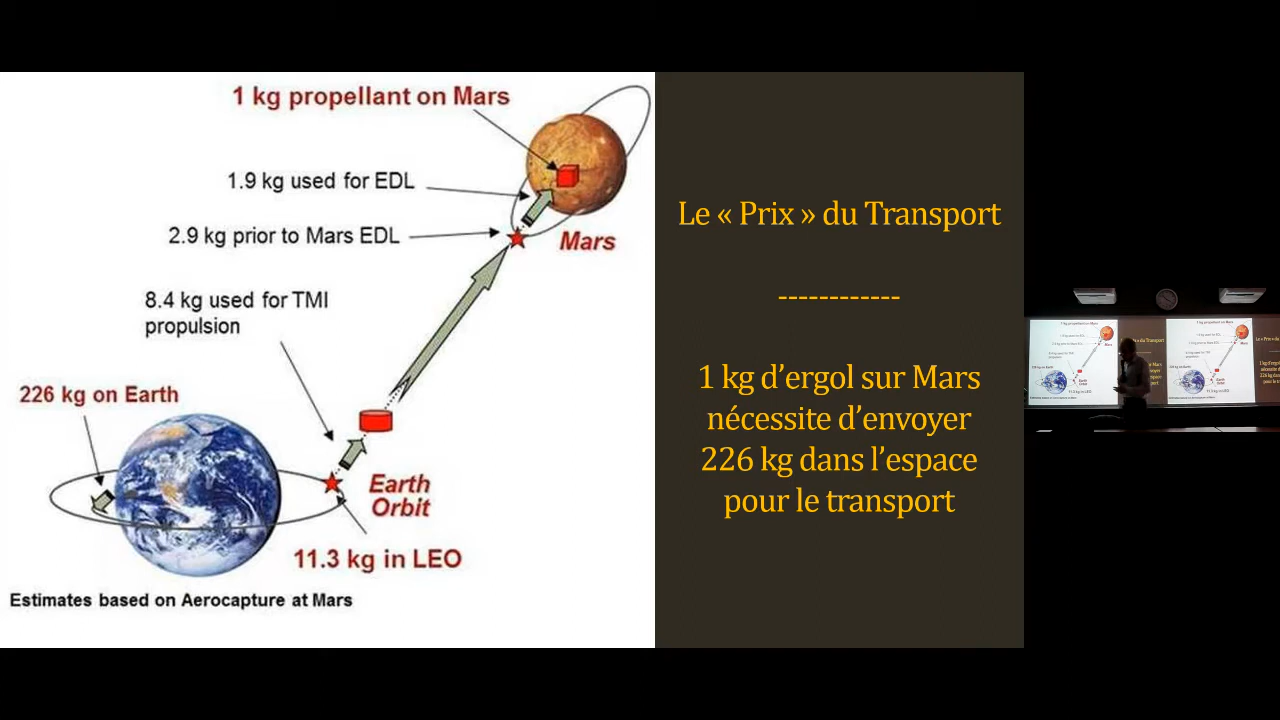 1 kg propellant on Mars
1.9 kg used for EDL
2.9 kg prior to Mars EDL
Mars
8.4 kg used for TMI
propulsion
226 kg on Earth
Earth
Orbit
11.3 kg in LEO
Estimates based on Aerocapture at Mars
Le « Prix » du Transport
------------
1 kg d’ergol sur Mars
nécessite d’envoyer
226 kg dans l’espace
pour le transport